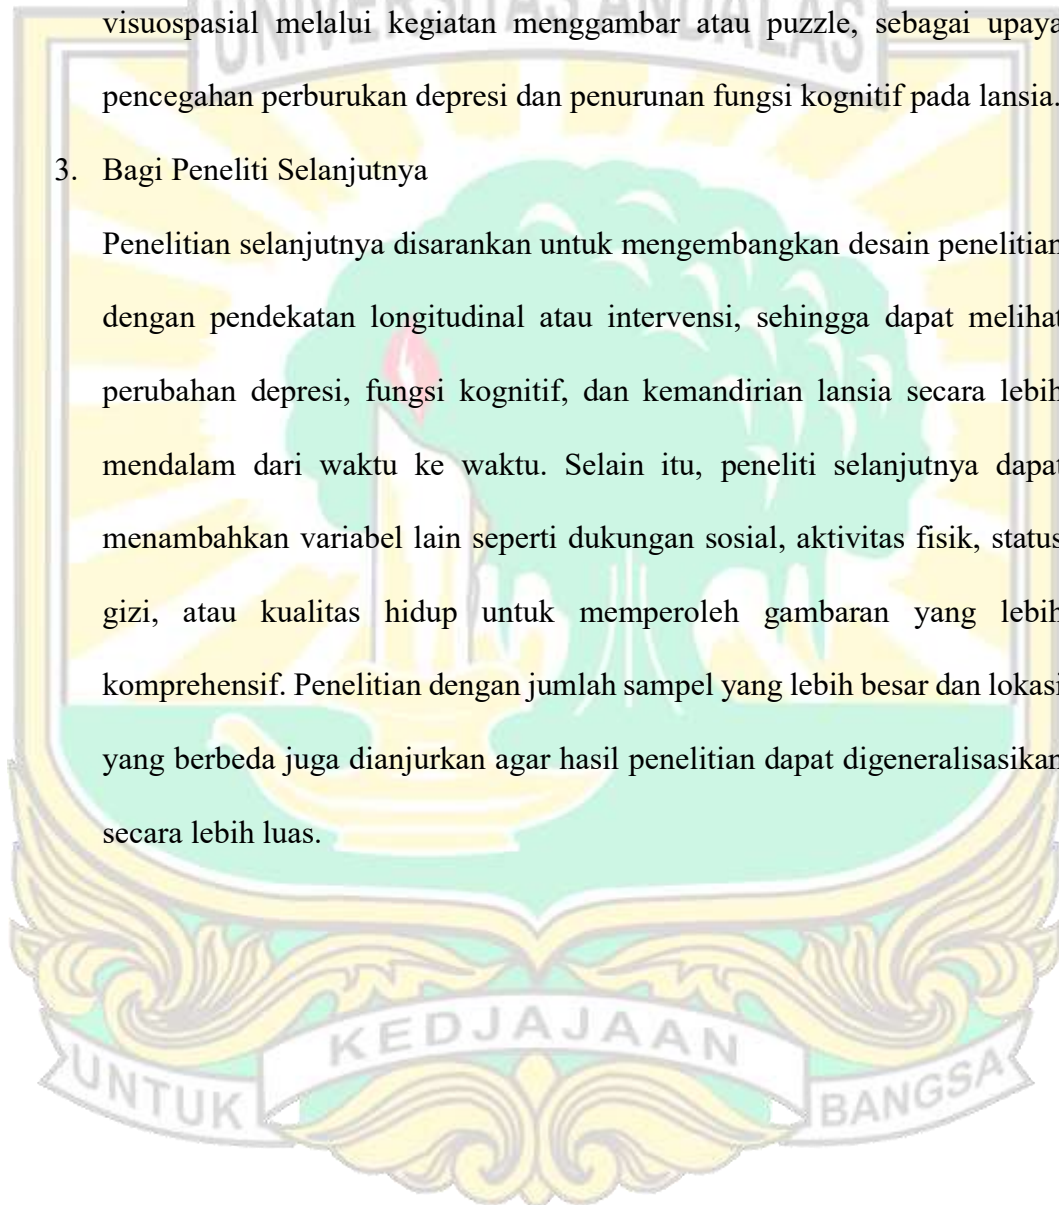 UNIVERSITAS ANDALAS
visuospasial melalui kegiatan menggambar atau puzzle, sebagai upaya
pencegahan perburukan depresi dan penurunan fungsi kognitif pada lansia.
3. Bagi Peneliti Selanjutnya
Penelitian selanjutnya disarankan untuk mengembangkan desain penelitian
dengan pendekatan longitudinal atau intervensi, sehingga dapat melihat
perubahan depresi, fungsi kognitif, dan kemandirian lansia secara lebih
mendalam dari waktu ke waktu. Selain itu, peneliti selanjutnya dapat
menambahkan variabel lain seperti dukungan sosial, aktivitas fisik, status
gizi, atau kualitas hidup untuk memperoleh gambaran yang lebih
komprehensif. Penelitian dengan jumlah sampel yang lebih besar dan lokasi
yang berbeda juga dianjurkan agar hasil penelitian dapat digeneralisasikan
secara lebih luas.
UNTUK KEDJAJAAN BANGSA